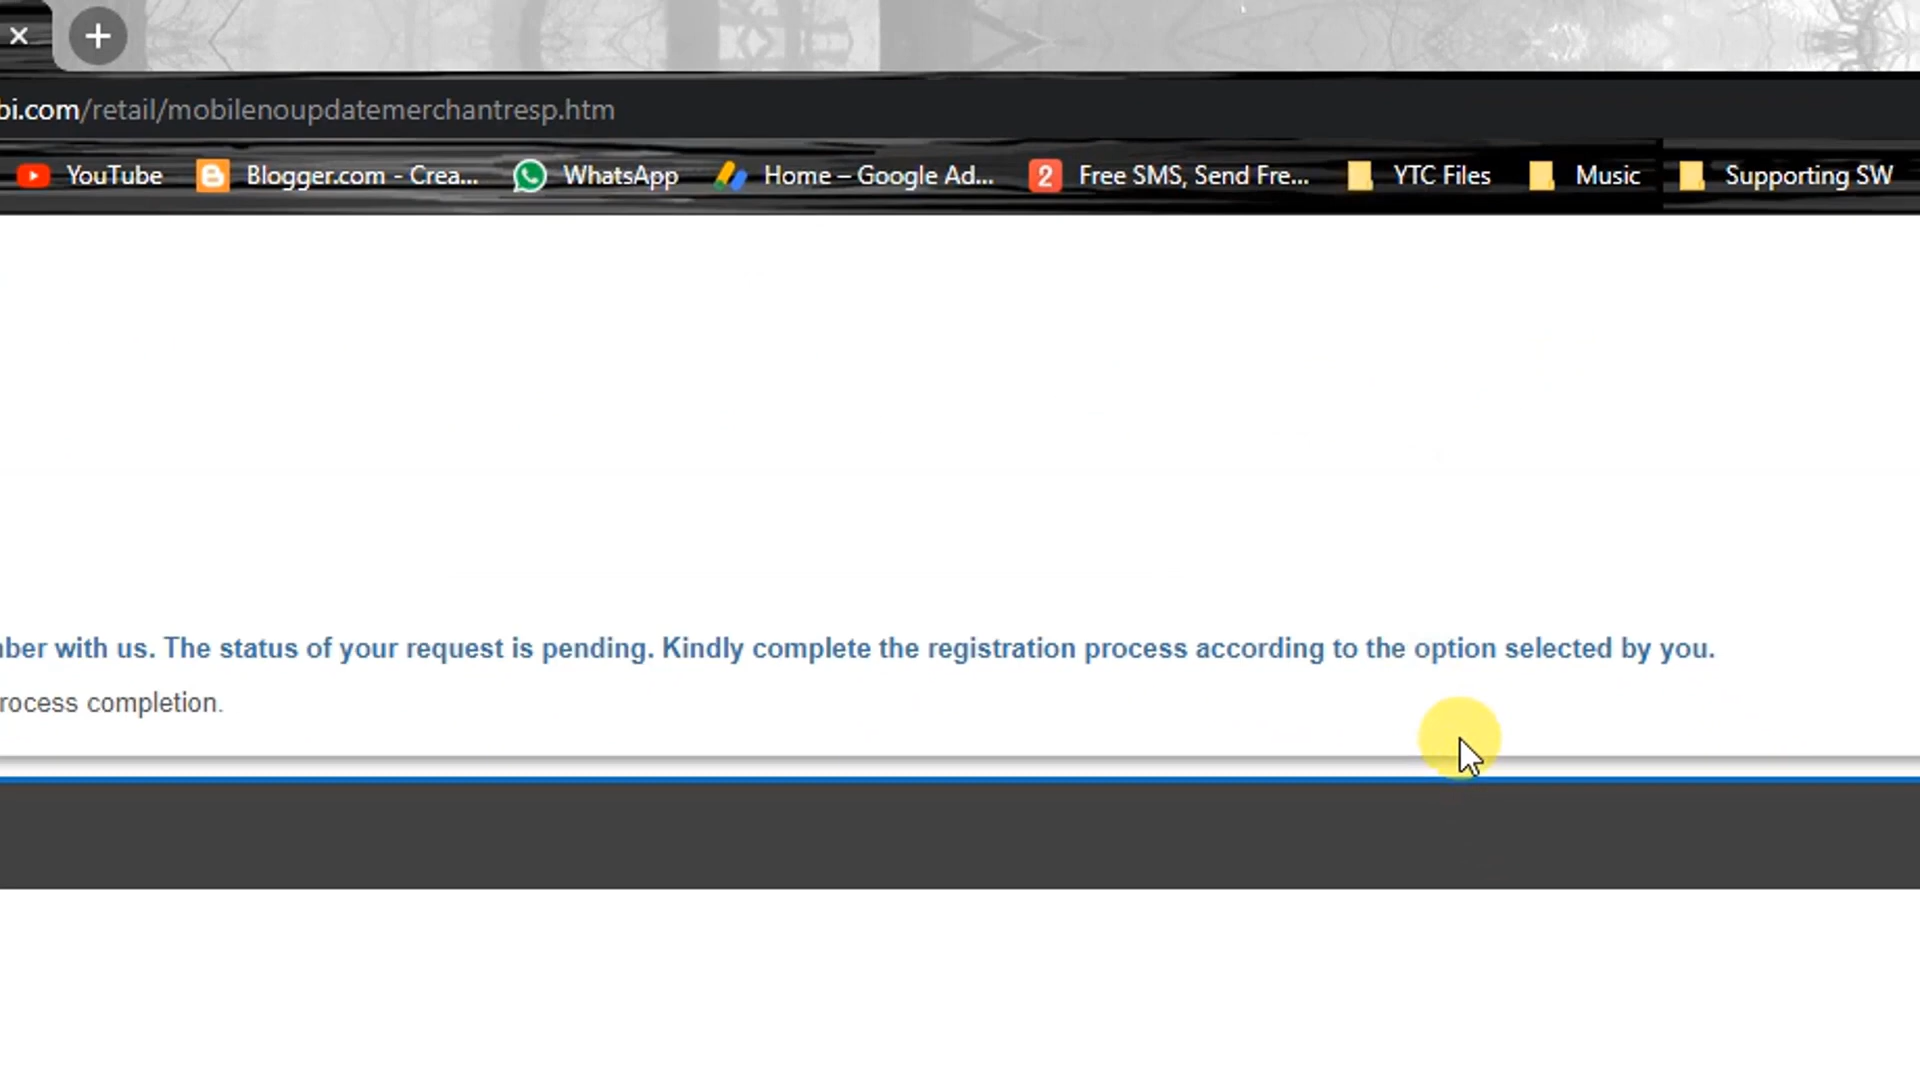 bi.com/retail/mobilenoupdatemerchantresp.htm
YouTube Blogger.com - Crea... WhatsApp Home – Google Ad... 2 Free SMS, Send Fre... YTC Files Music Supporting SW
with us. The status of your request is pending. Kindly complete the registration process according to the option selected by you.
completion.